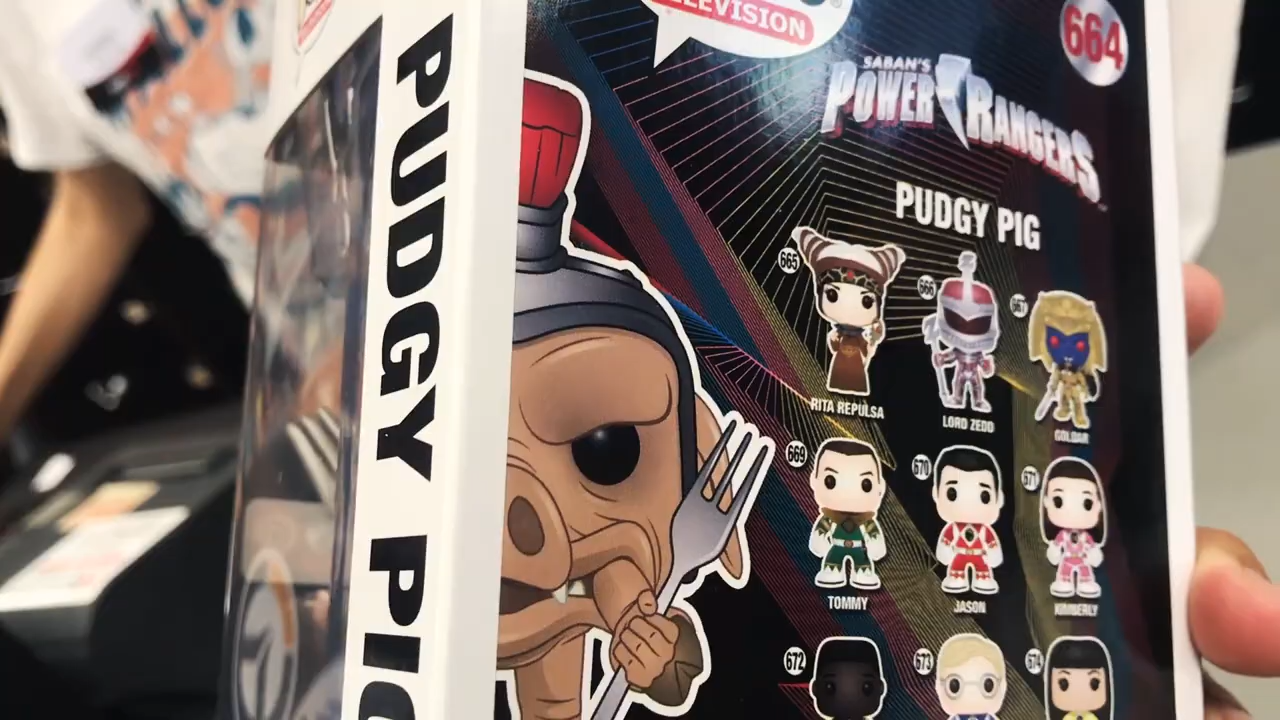 TELEVISION
664
SABAN'S
POWER RANGERS
PUDGY PIG
PUDGY PIG
665
666
667
RITA REPULSA
LORD ZEDD
GOLDAR
669
670
671
TOMMY
JASON
KIMBERLY
672
673
674